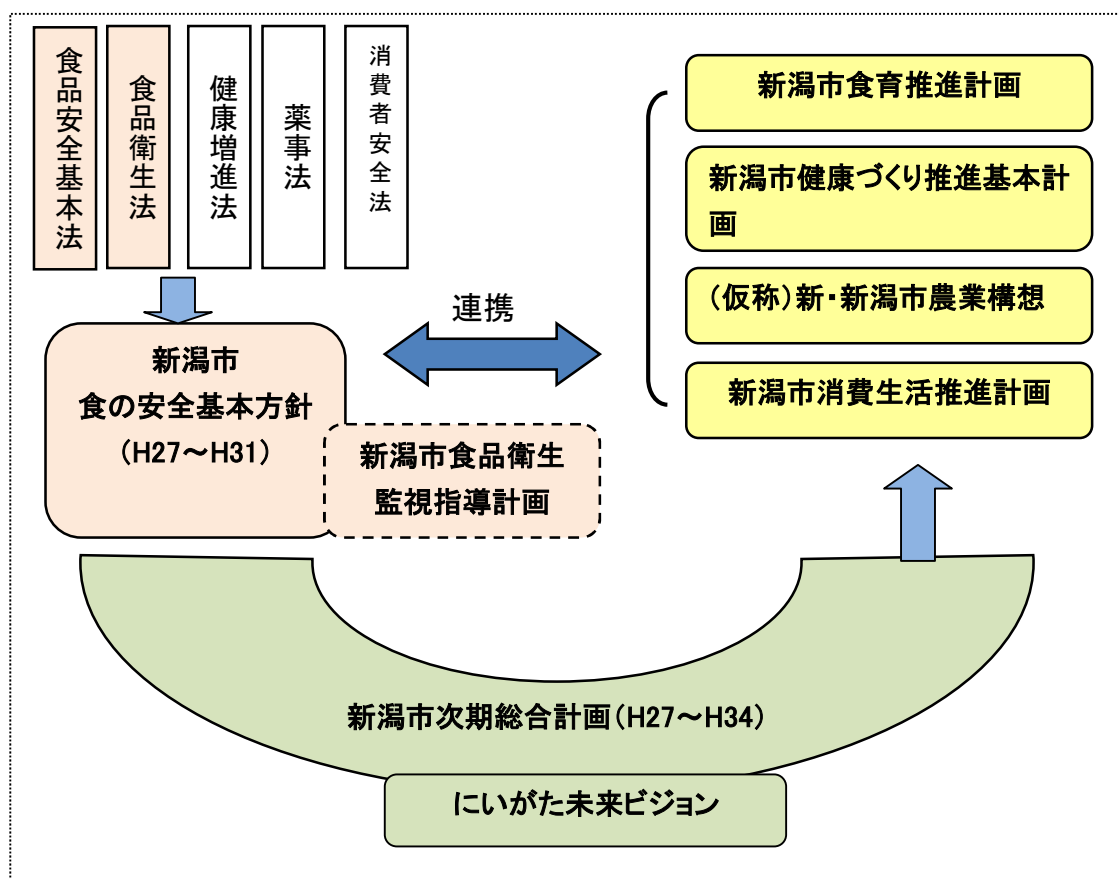 食品安全基本法
食品衛生法
健康増進法
薬事法
消費者安全法
新潟市
食の安全基本方針
(H27～H31)
新潟市食品衛生
監視指導計画
連携
新潟市食育推進計画
新潟市健康づくり推進基本計
画
(仮称)新・新潟市農業構想
新潟市消費生活推進計画
新潟市次期総合計画(H27～H34)
にいがた未来ビジョン